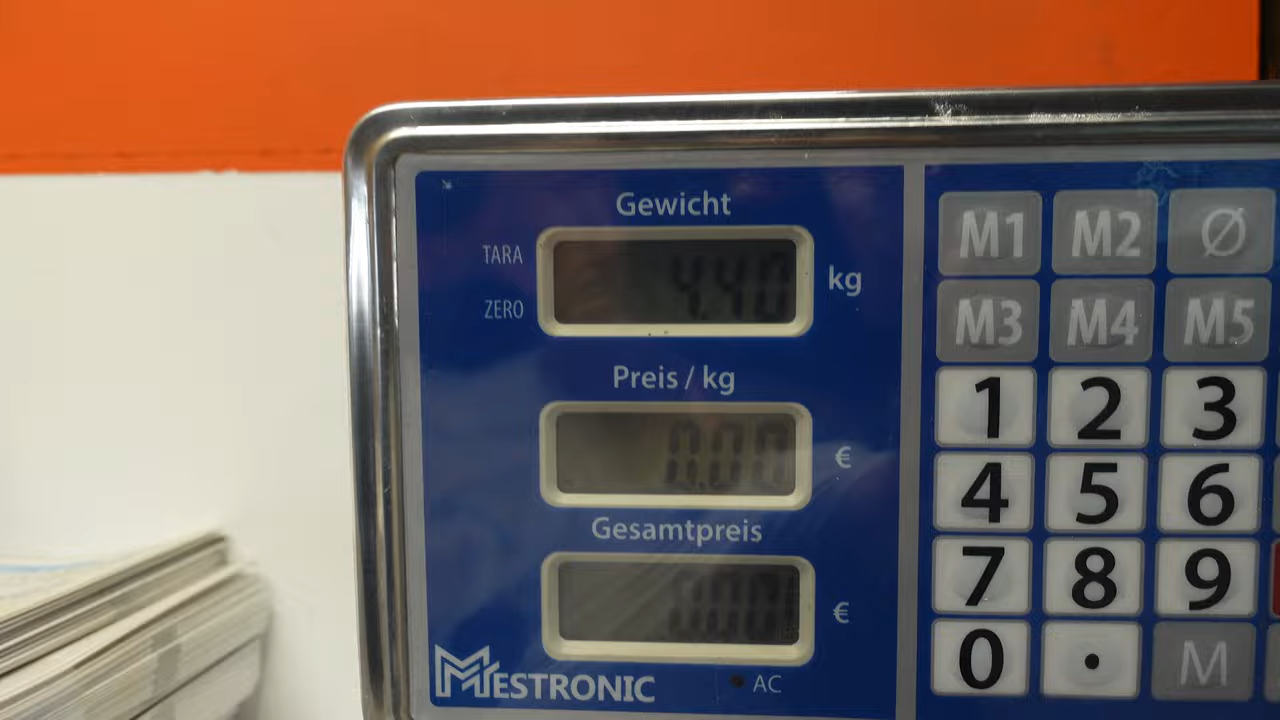 Gewicht
TARA
ZERO
4.40
kg
Preis / kg
0.00
€
Gesamtpreis
0.00
€
MESTRONIC
AC
M1 M2 Ø
M3 M4 M5
1 2 3
4 5 6
7 8 9
0 . M